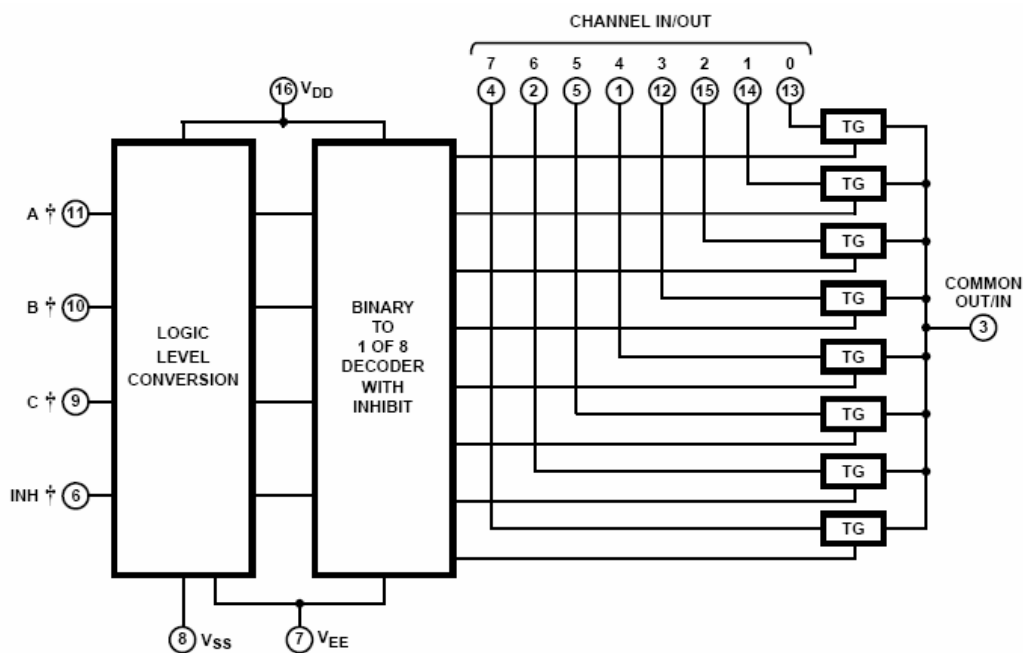 CHANNEL IN/OUT
7 6 5 4 3 2 1 0
4 2 5 1 12 15 14 13
16 VDD
TG
TG
A † 11
TG
TG
COMMON
OUT/IN
B † 10
3
LOGIC
LEVEL
CONVERSION
BINARY
TO
1 OF 8
DECODER
WITH
INHIBIT
TG
C † 9
TG
TG
INH † 6
TG
8 VSS
7 VEE